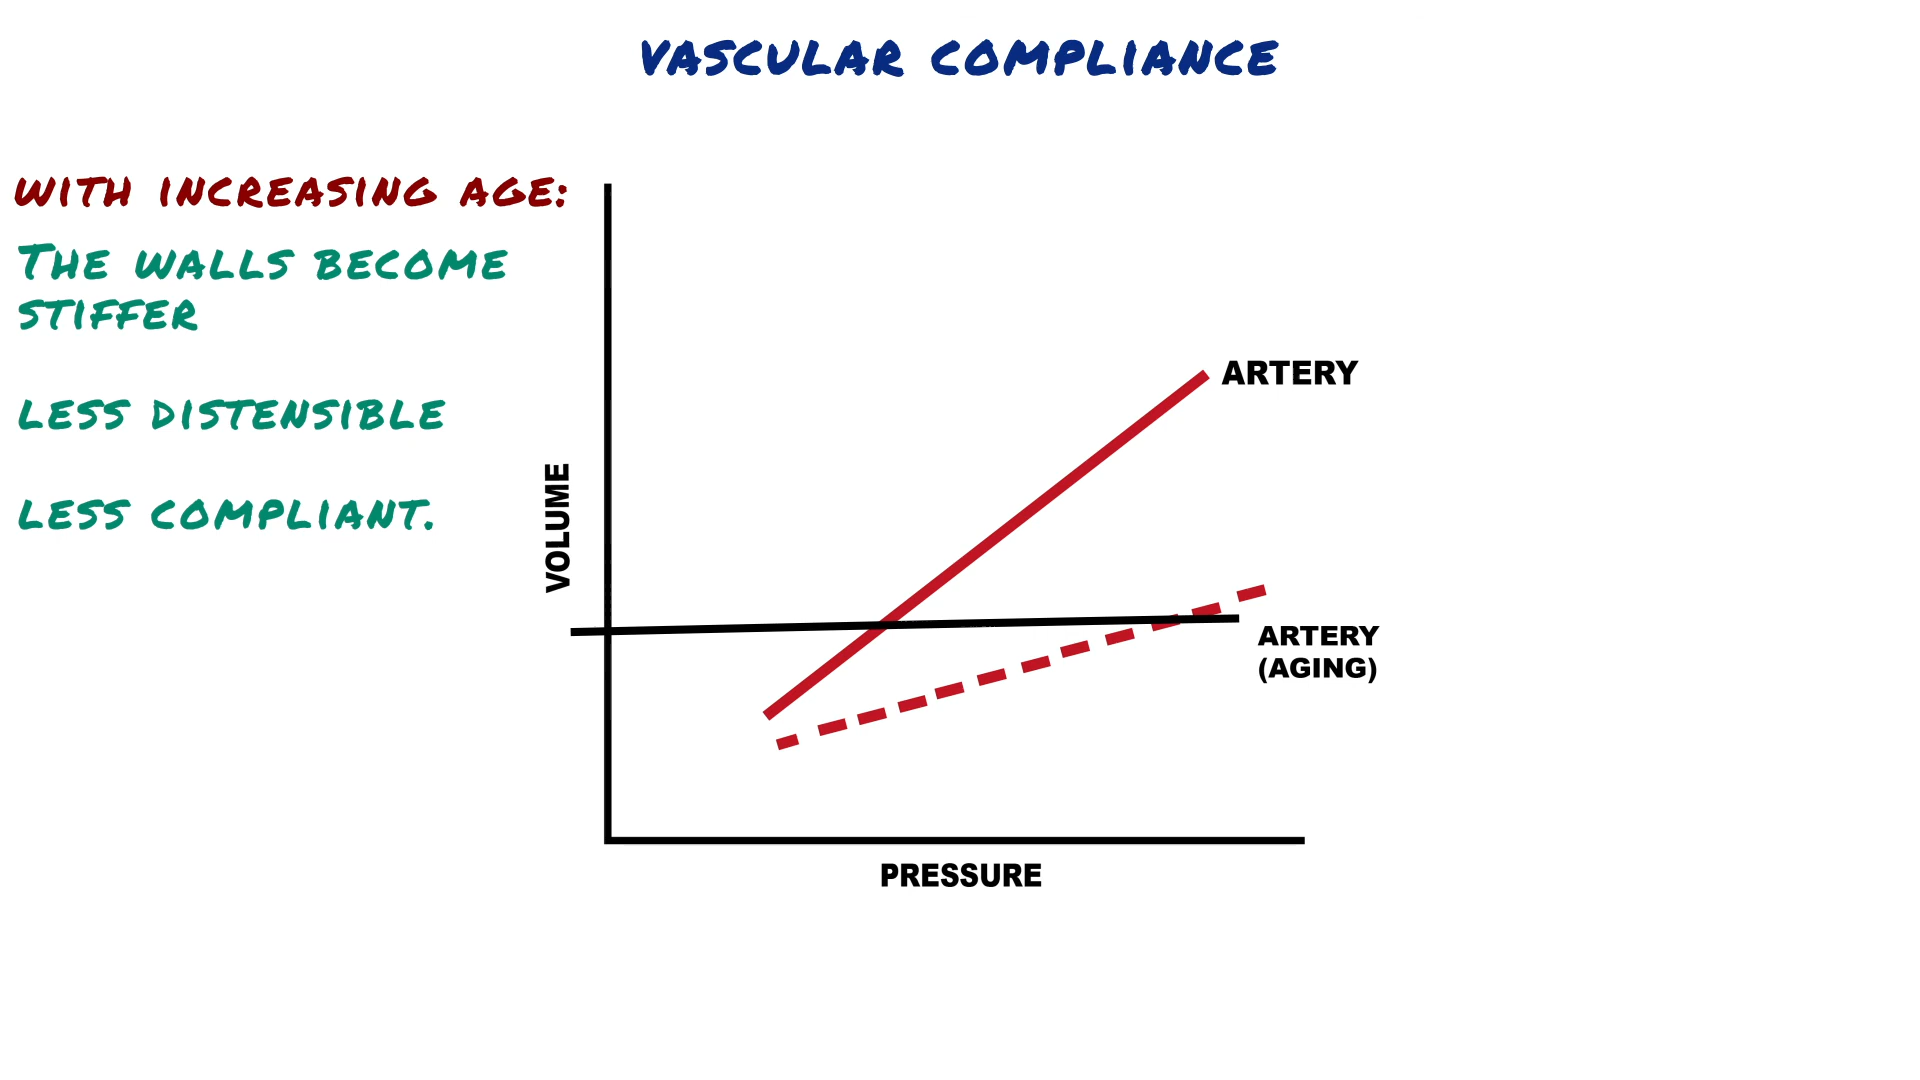 VASCULAR COMPLIANCE
WITH INCREASING AGE:
THE WALLS BECOME
STIFFER
LESS DISTENSIBLE
LESS COMPLIANT.
VOLUME
ARTERY
ARTERY
(AGING)
PRESSURE